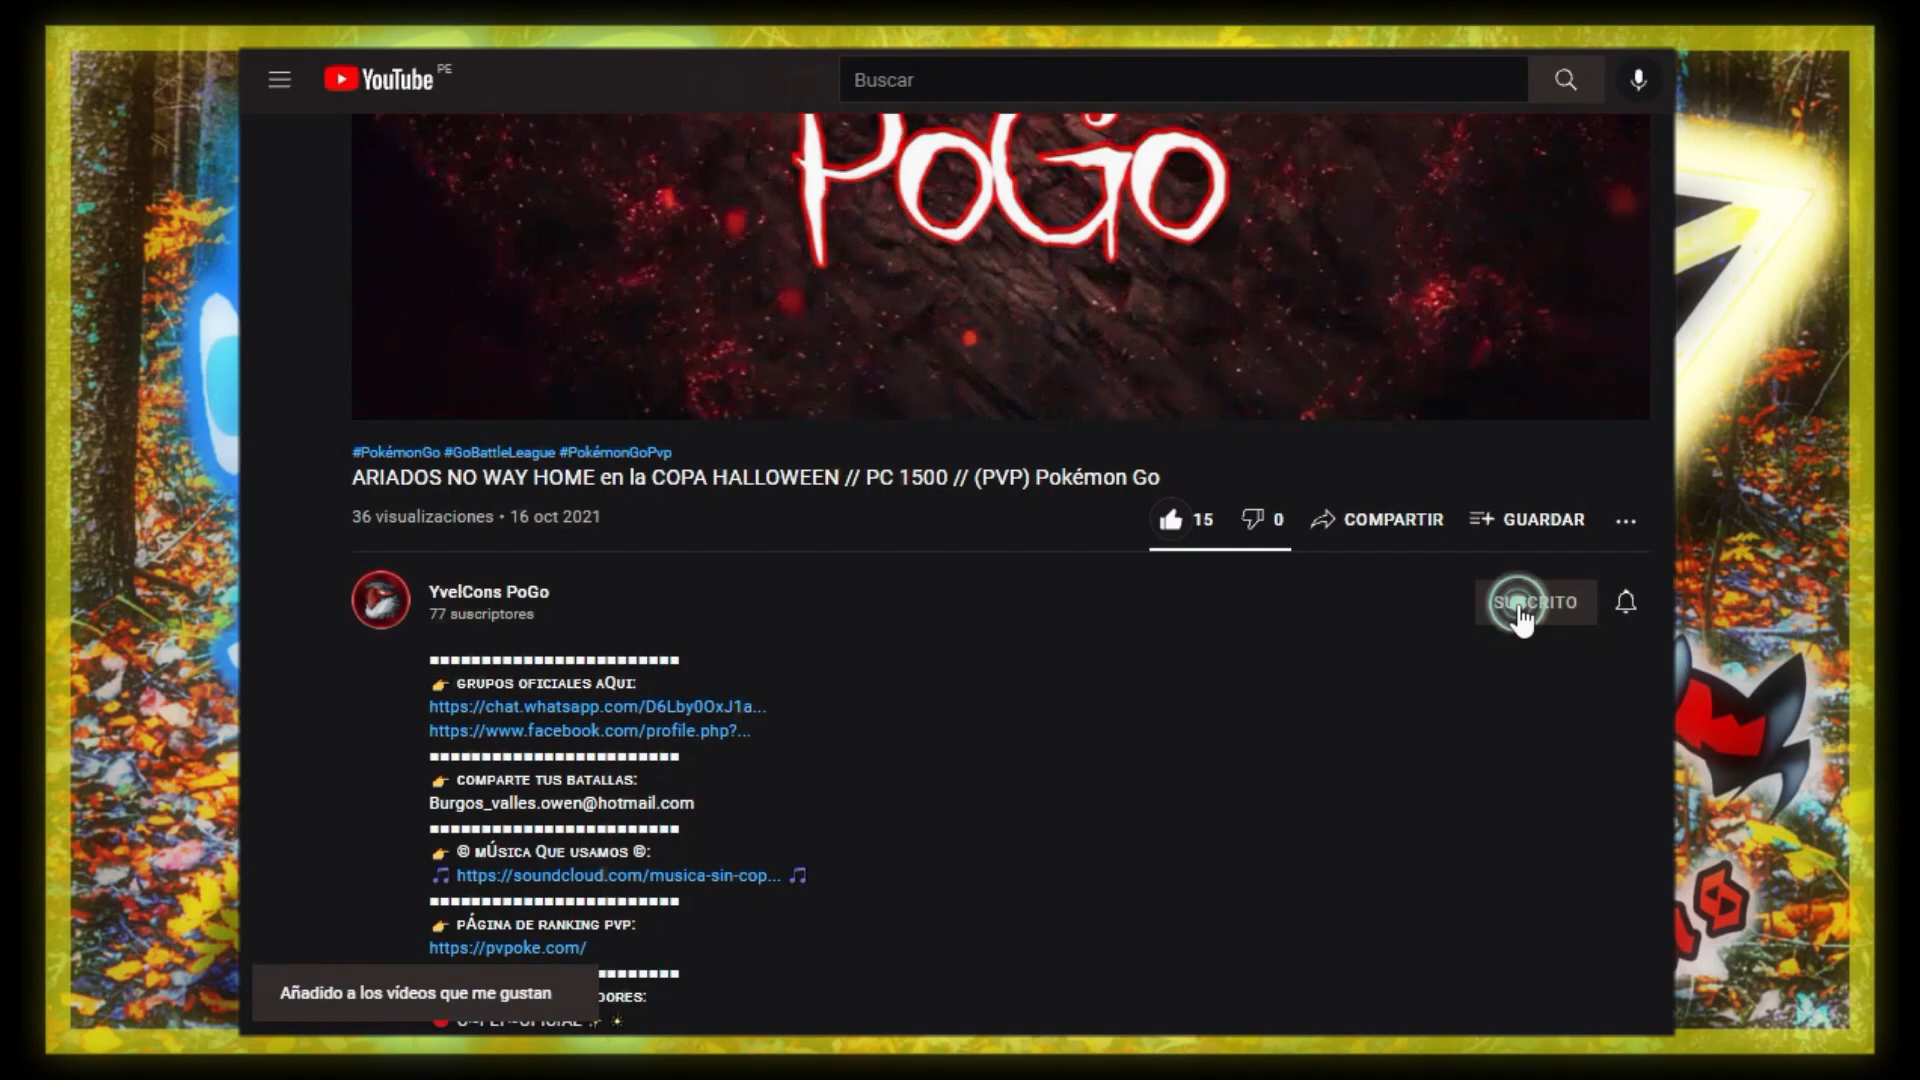 YouTube PE
Buscar
PoGo
#PokémonGo #GoBattleLeague #PokémonGoPvp
ARIADOS NO WAY HOME en la COPA HALLOWEEN // PC 1500 // (PVP) Pokémon Go
36 visualizaciones • 16 oct 2021
15 0 COMPARTIR GUARDAR
YvelCons PoGo
77 suscriptores
SUSCRITO
👉 GRUPOS OFICIALES AQUI:
https://chat.whatsapp.com/D6Lby0OxJ1a...
https://www.facebook.com/profile.php?...
👉 COMPARTE TUS BATALLAS:
Burgos_valles.owen@hotmail.com
👉 © MÚSICA QUE USAMOS ©:
🎵 https://soundcloud.com/musica-sin-cop... 🎵
👉 PÁGINA DE RANKING PVP:
https://pvpoke.com/
DORES:
Añadido a los vídeos que me gustan